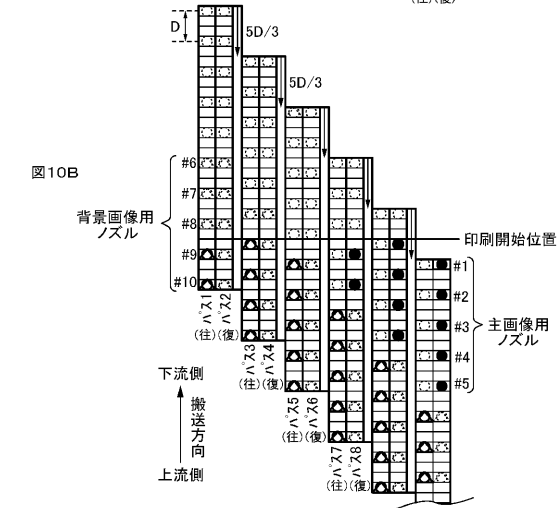 (往)(復)
D
5D/3
5D/3
図10B
#6
#7
#8
#9
#10
背景画像用
ノズル
印刷開始位置
#1
#2
#3
#4
#5
主画像用
ノズル
パス1
(往)
パス2
(復)
パス3
(往)
パス4
(復)
パス5
(往)
パス6
(復)
パス7
(往)
パス8
(復)
下流側
搬送方向
上流側